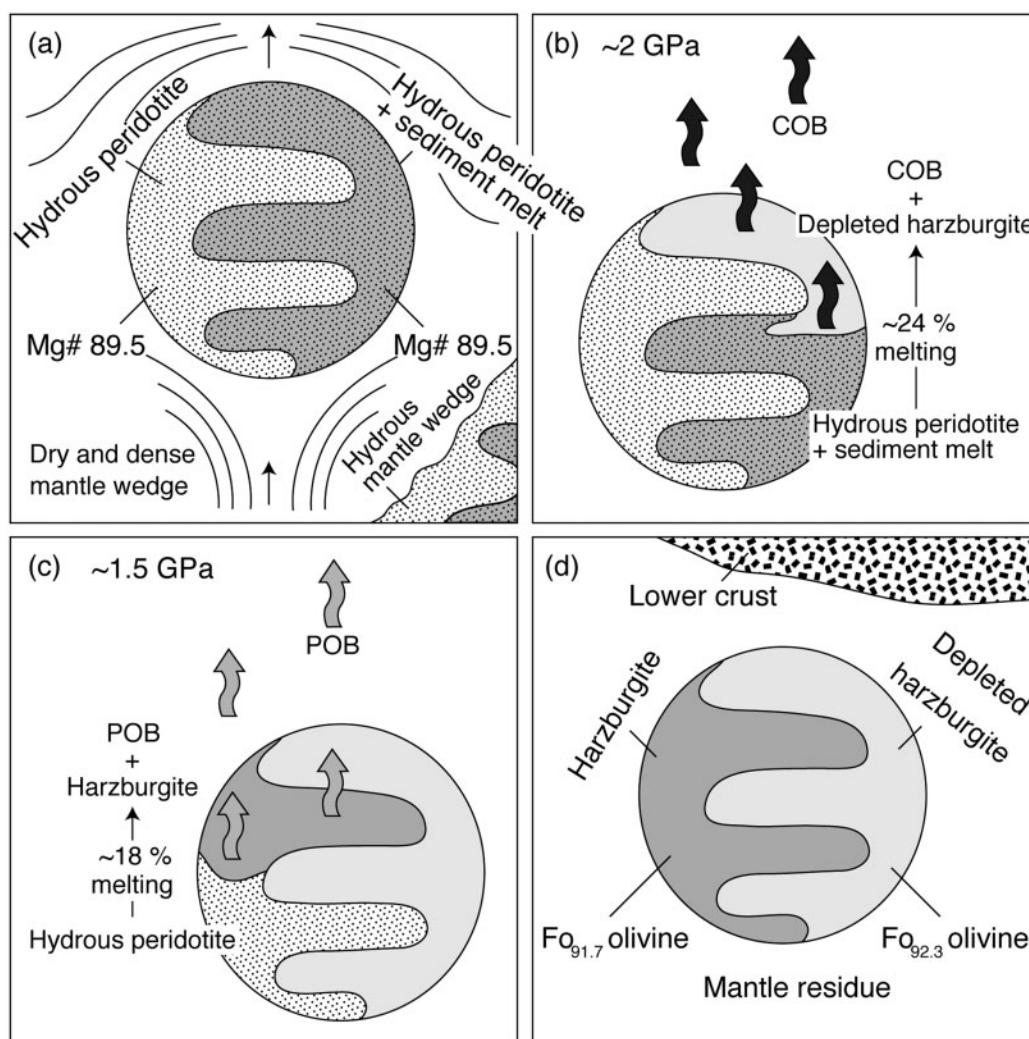 (a)
Hydrous peridotite
Hydrous peridotite
+ sediment melt
Mg# 89.5
Mg# 89.5
Dry and dense
mantle wedge
Hydrous
mantle wedge
(b)
~2 GPa
COB
COB
+
Depleted harzburgite
~24 %
melting
Hydrous peridotite
+ sediment melt
(c)
~1.5 GPa
POB
POB
+
Harzburgite
~18 %
melting
Hydrous peridotite
(d)
Lower crust
Harzburgite
Depleted
harzburgite
Fo91.7 olivine
Fo92.3 olivine
Mantle residue